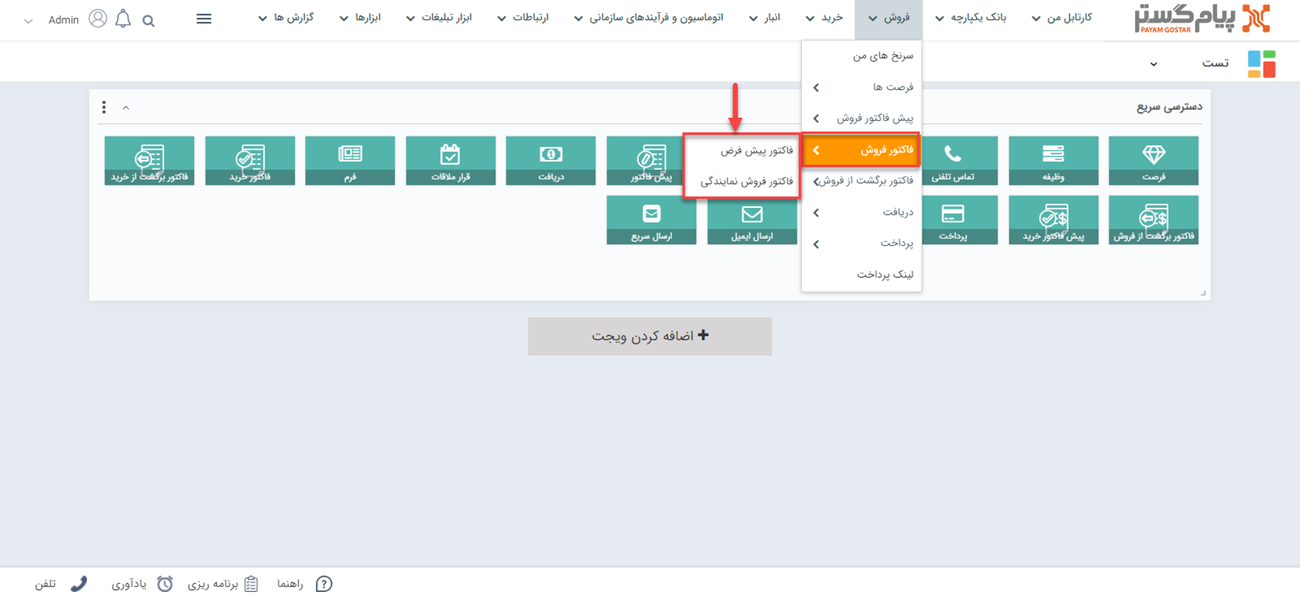 پیام گستر
PAYAM GOSTAR
کارتابل من
بانک یکپارچه
فروش
خرید
انبار
اتوماسیون و فرآیندهای سازمانی
ارتباطات
ابزار تبلیغات
ابزارها
گزارش ها
Admin
تست
سرنخ های من
فرصت ها
پیش فاکتور فروش
فاکتور فروش
فاکتور برگشت از فروش
دریافت
پرداخت
لینک پرداخت
فاکتور پیش فرض
فاکتور فروش نمایندگی
دسترسی سریع
فرصت
وظیفه
تماس تلفنی
پیش فاکتور
دریافت
قرار ملاقات
فرم
فاکتور خرید
فاکتور برگشت از خرید
فاکتور برگشت از فروش
پیش فاکتور خرید
پرداخت
ارسال ایمیل
ارسال سریع
اضافه کردن ویجت
راهنما
برنامه ریزی
یادآوری
تلفن